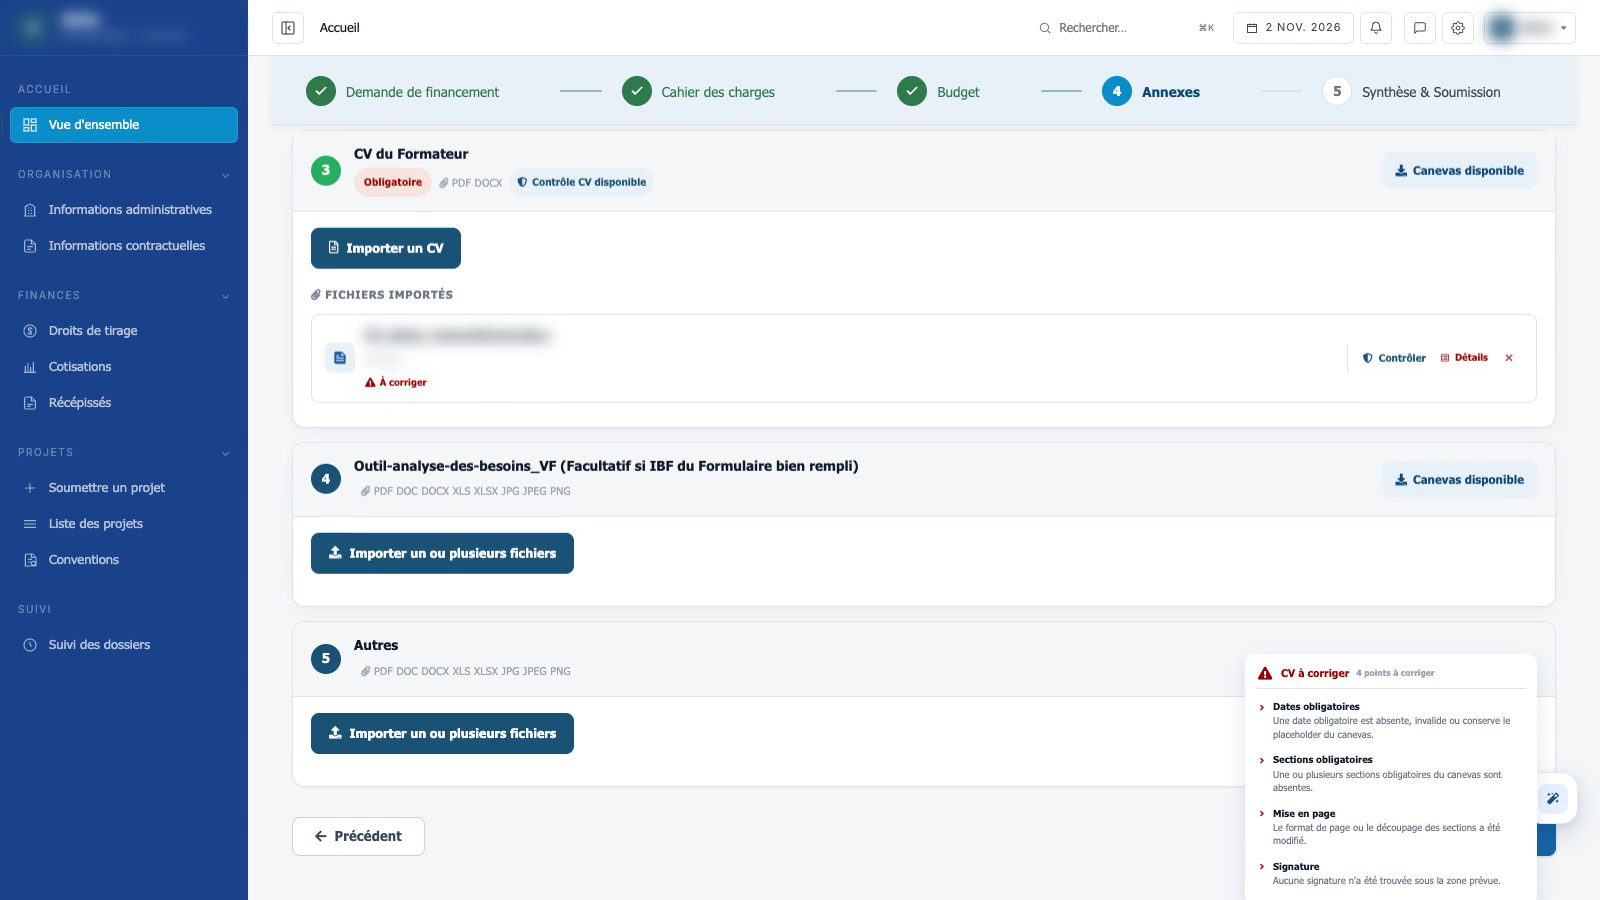 Accueil
Rechercher...
⌘K
2 NOV. 2026
ACCUEIL
Vue d'ensemble
ORGANISATION
Informations administratives
Informations contractuelles
FINANCES
Droits de tirage
Cotisations
Récépissés
PROJETS
Soumettre un projet
Liste des projets
Conventions
SUIVI
Suivi des dossiers
Demande de financement
Cahier des charges
Budget
4 Annexes
5 Synthèse & Soumission
3
CV du Formateur
Obligatoire PDF DOCX Contrôle CV disponible
Canevas disponible
Importer un CV
FICHIERS IMPORTÉS
À corriger
Contrôler Détails
4
Outil-analyse-des-besoins_VF (Facultatif si IBF du Formulaire bien rempli)
PDF DOC DOCX XLS XLSX JPG JPEG PNG
Canevas disponible
Importer un ou plusieurs fichiers
5
Autres
PDF DOC DOCX XLS XLSX JPG JPEG PNG
Importer un ou plusieurs fichiers
Précédent
CV à corriger 4 points à corriger
Dates obligatoires
Une date obligatoire est absente, invalide ou conserve le
placeholder du canevas.
Sections obligatoires
Une ou plusieurs sections obligatoires du canevas sont
absentes.
Mise en page
Le format de page ou le découpage des sections a été
modifié.
Signature
Aucune signature n'a été trouvée sous la zone prévue.